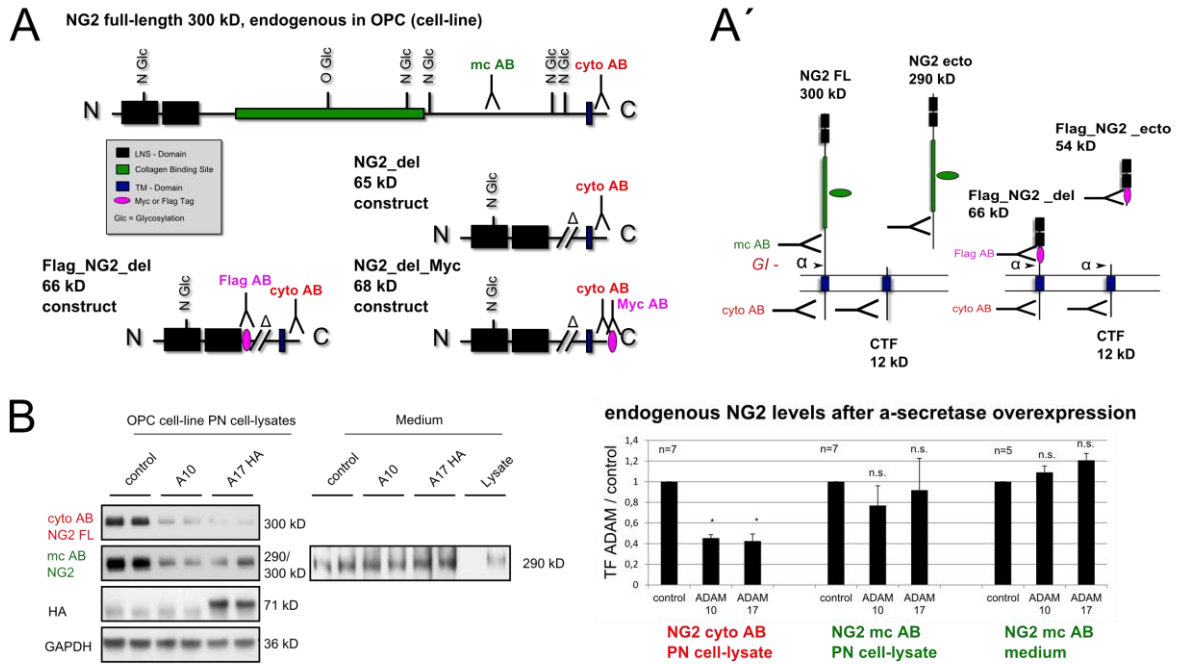 A
NG2 full-length 300 kD, endogenous in OPC (cell-line)
N Glc
O Glc
N Glc
N Glc
mc AB
N Glc
N Glc
cyto AB
N
C
LNS - Domain
Collagen Binding Site
TM - Domain
Myc or Flag Tag
Glc = Glycosylation
NG2_del
65 kD
construct
N Glc
Δ
cyto AB
N
C
Flag_NG2_del
66 kD
construct
N Glc
Flag AB
Δ
cyto AB
N
C
NG2_del_Myc
68 kD
construct
N Glc
Δ
cyto AB
Myc AB
N
C
A´
NG2 FL
300 kD
NG2 ecto
290 kD
Flag_NG2 _ecto
54 kD
Flag_NG2 _del
66 kD
mc AB
GI -
α
Flag AB
α
α
cyto AB
cyto AB
CTF
12 kD
CTF
12 kD
B
OPC cell-line PN cell-lysates
Medium
control
A10
A17 HA
control
A10
A17 HA
Lysate
cyto AB
NG2 FL
300 kD
mc AB
NG2
290/
300 kD
290 kD
HA
71 kD
GAPDH
36 kD
endogenous NG2 levels after a-secretase overexpression
TF ADAM / control
1,4
1,2
1
0,8
0,6
0,4
0,2
0
n=7
*
*
n=7
n.s.
n.s.
n=5
n.s.
n.s.
control
ADAM
10
ADAM
17
control
ADAM
10
ADAM
17
control
ADAM
10
ADAM
17
NG2 cyto AB
PN cell-lysate
NG2 mc AB
PN cell-lysate
NG2 mc AB
medium